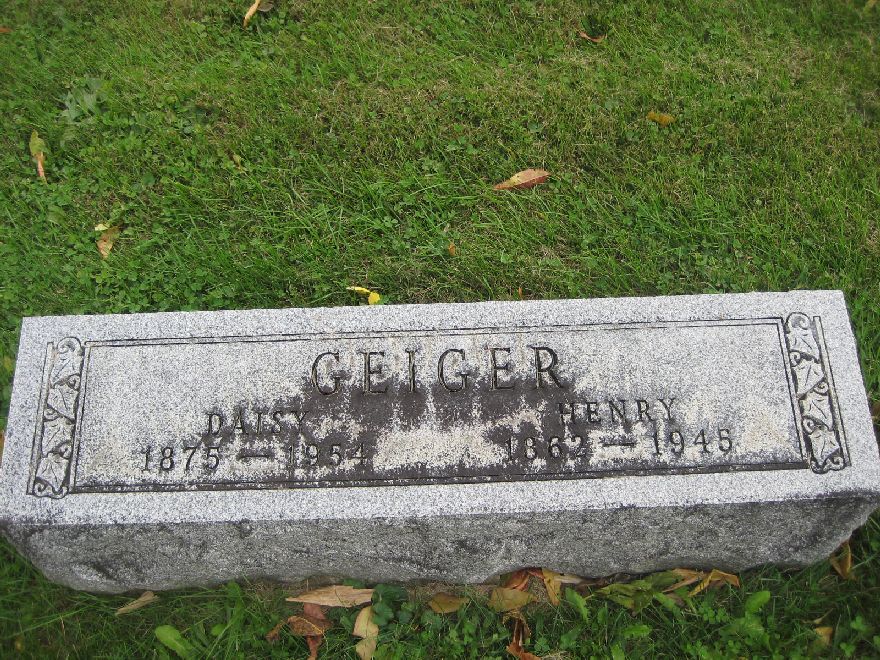 GEIGER
DAISY HENRY
1875 — 1954 1862 — 1945